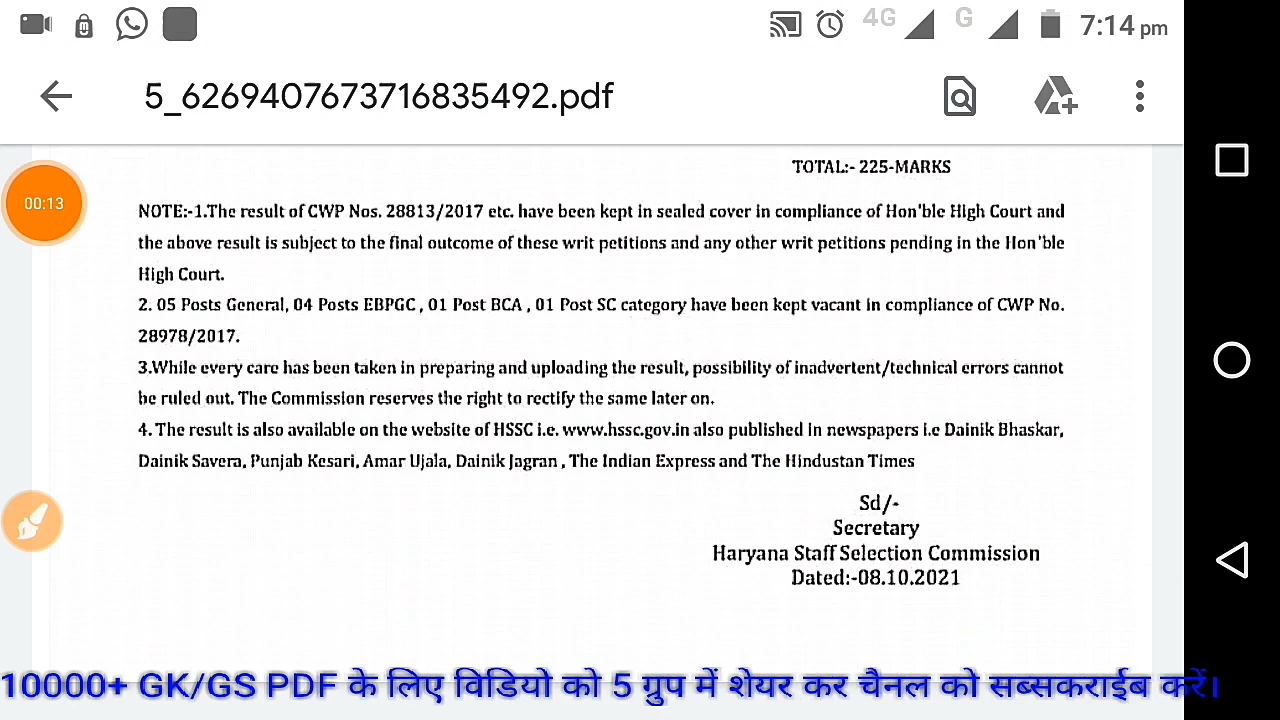 4G G 7:14 pm
5_6269407673716835492.pdf
TOTAL:- 225-MARKS
00:13
NOTE:-1.The result of CWP Nos. 28813/2017 etc. have been kept in sealed cover in compliance of Hon'ble High Court and
the above result is subject to the final outcome of these writ petitions and any other writ petitions pending in the Hon'ble
High Court.
2. 05 Posts General, 04 Posts EBPGC , 01 Post BCA , 01 Post SC category have been kept vacant in compliance of CWP No.
28978/2017.
3.While every care has been taken in preparing and uploading the result, possibility of inadvertent/technical errors cannot
be ruled out. The Commission reserves the right to rectify the same later on.
4. The result is also available on the website of HSSC i.e. www.hssc.gov.in also published in newspapers i.e Dainik Bhaskar,
Dainik Savera, Punjab Kesari, Amar Ujala, Dainik Jagran , The Indian Express and The Hindustan Times
Sd/-
Secretary
Haryana Staff Selection Commission
Dated:-08.10.2021
10000+ GK/GS PDF के लिए विडियो को 5 ग्रुप में शेयर कर चैनल को सब्सकराईब करें।